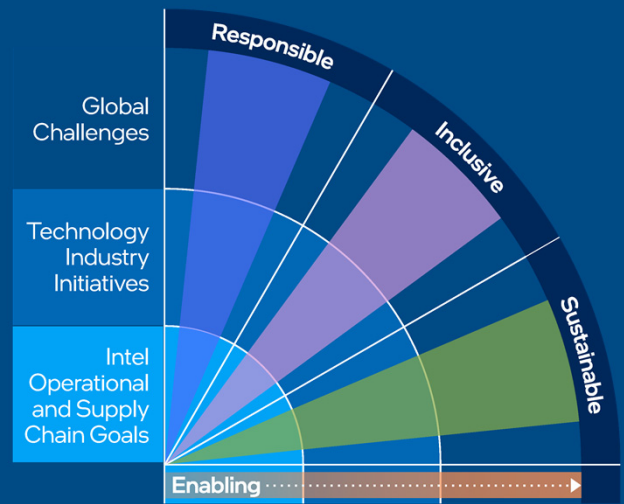 Responsible
Inclusive
Sustainable
Global
Challenges
Technology
Industry
Initiatives
Intel
Operational
and Supply
Chain Goals
Enabling